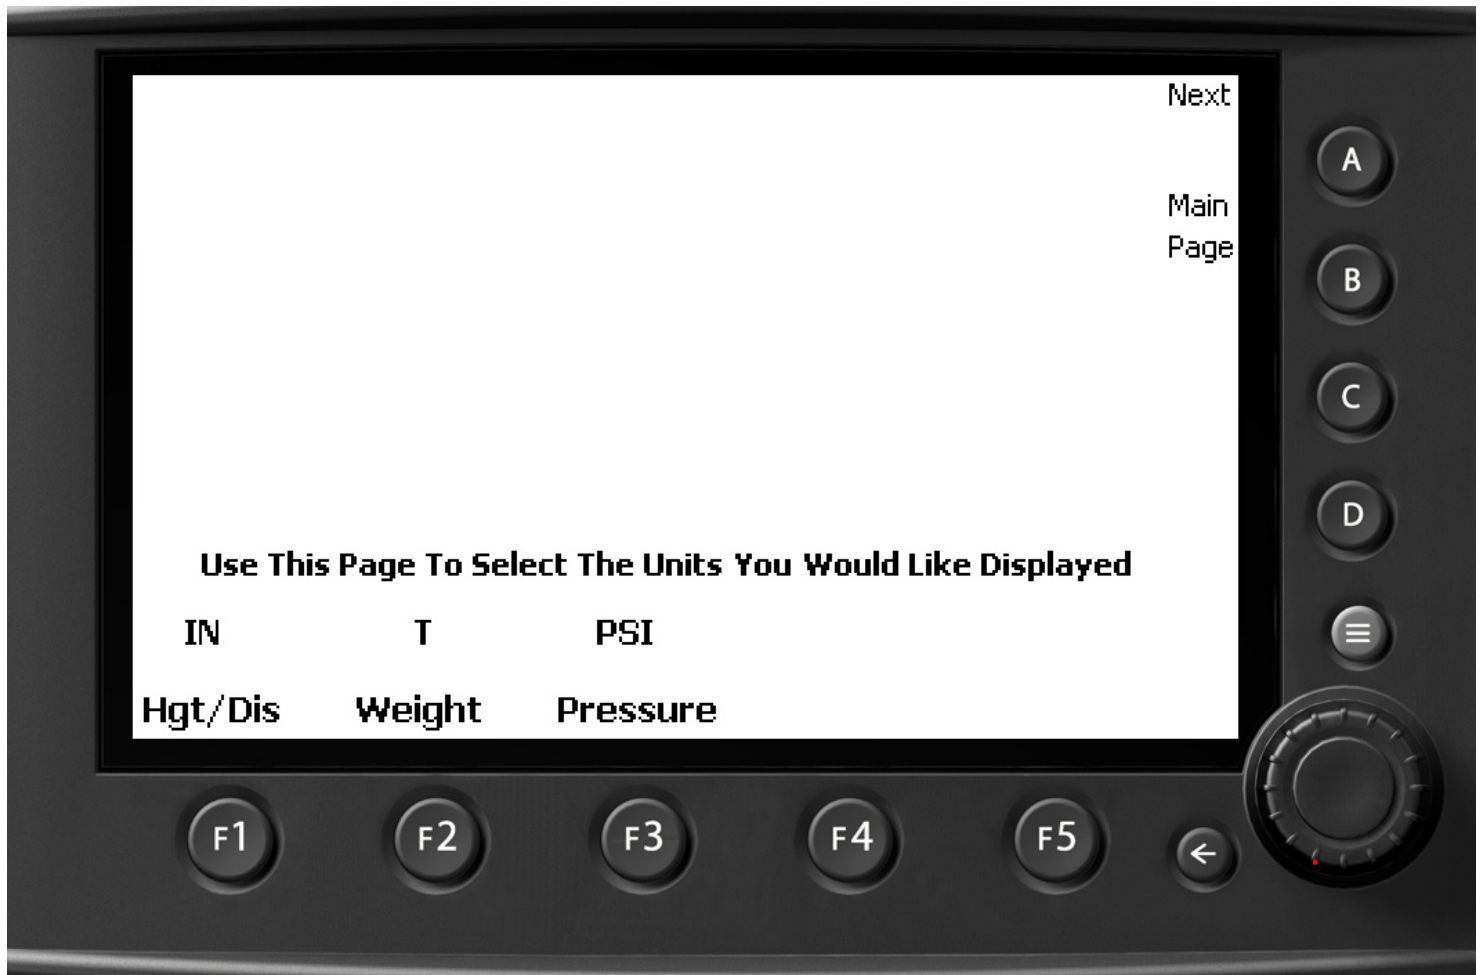 Next
A
Main
Page
B
C
D
Use This Page To Select The Units You Would Like Displayed
IN T PSI
Hgt/Dis Weight Pressure
F1 F2 F3 F4 F5